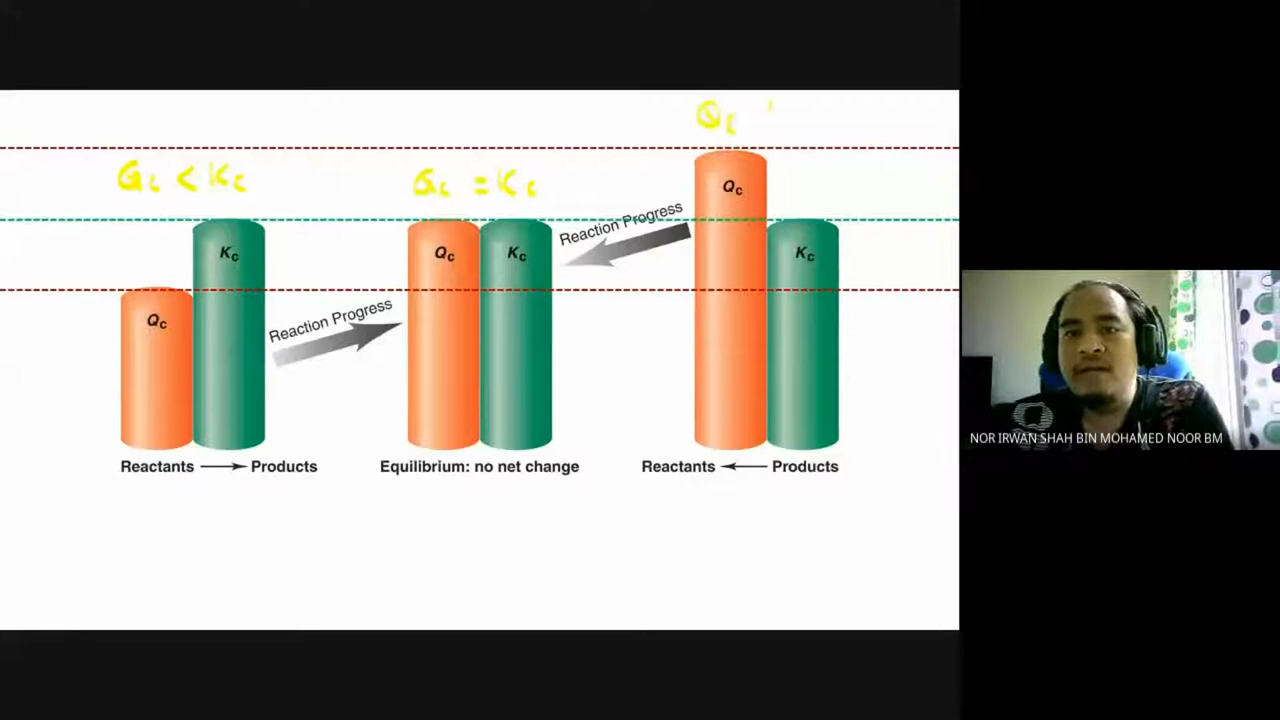 Qc
Qc < Kc
Qc = Kc
Qc
Kc
Qc
Kc
Qc
Kc
Reaction Progress
Reaction Progress
Reactants → Products
Equilibrium: no net change
Reactants ← Products
NOR IRWAN SHAH BIN MOHAMED NOOR BM